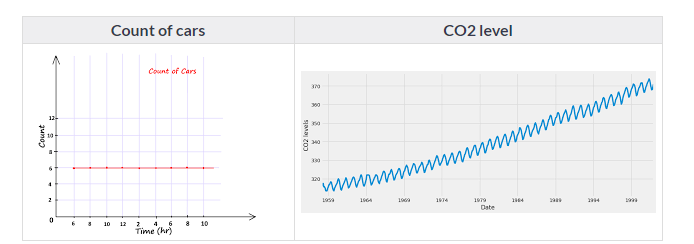 Count of cars
CO2 level
Count of Cars
Count
12
10
8
6
4
2
0
6 8 10 12 2 4 6 8 10
Time (hr)
CO2 levels
370
360
350
340
330
320
1959 1964 1969 1974 1979 1984 1989 1994 1999
Date